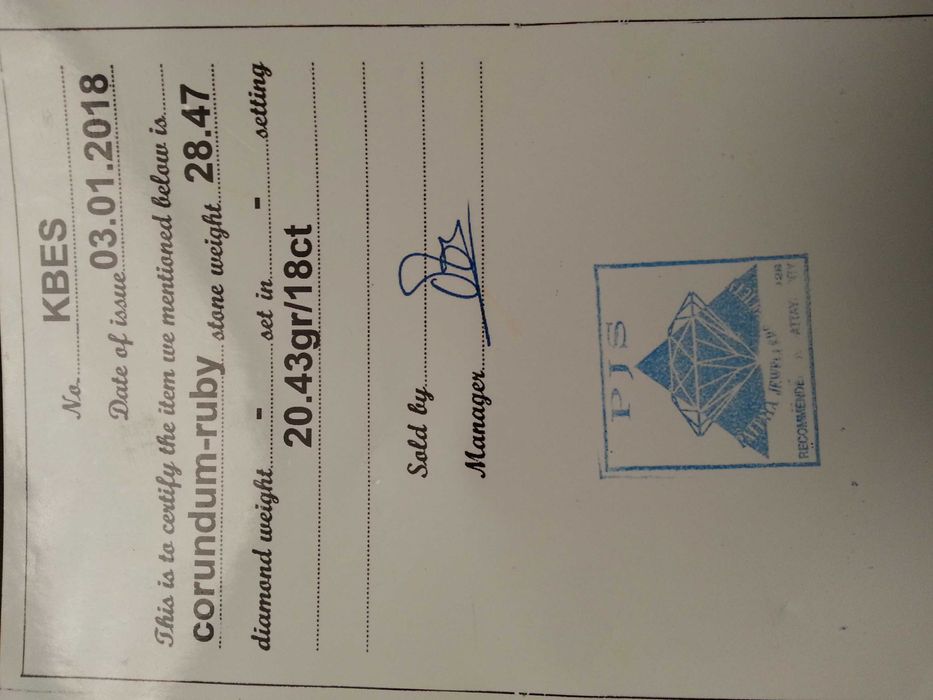 No. KBES
Date of issue 03.01.2018
This is to certify the item we mentioned below is
corundum-ruby stone weight 28.47
diamond weight - set in - setting
20.43gr/18ct
Sold by
Manager
PJS
RECOMMENDE